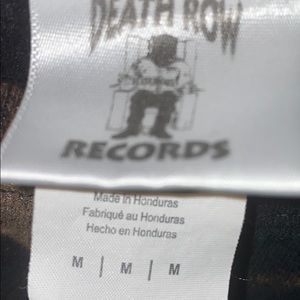 DEATH ROW
RECORDS
Made in Honduras
Fabriqué au Honduras
Hecho en Honduras
M | M | M